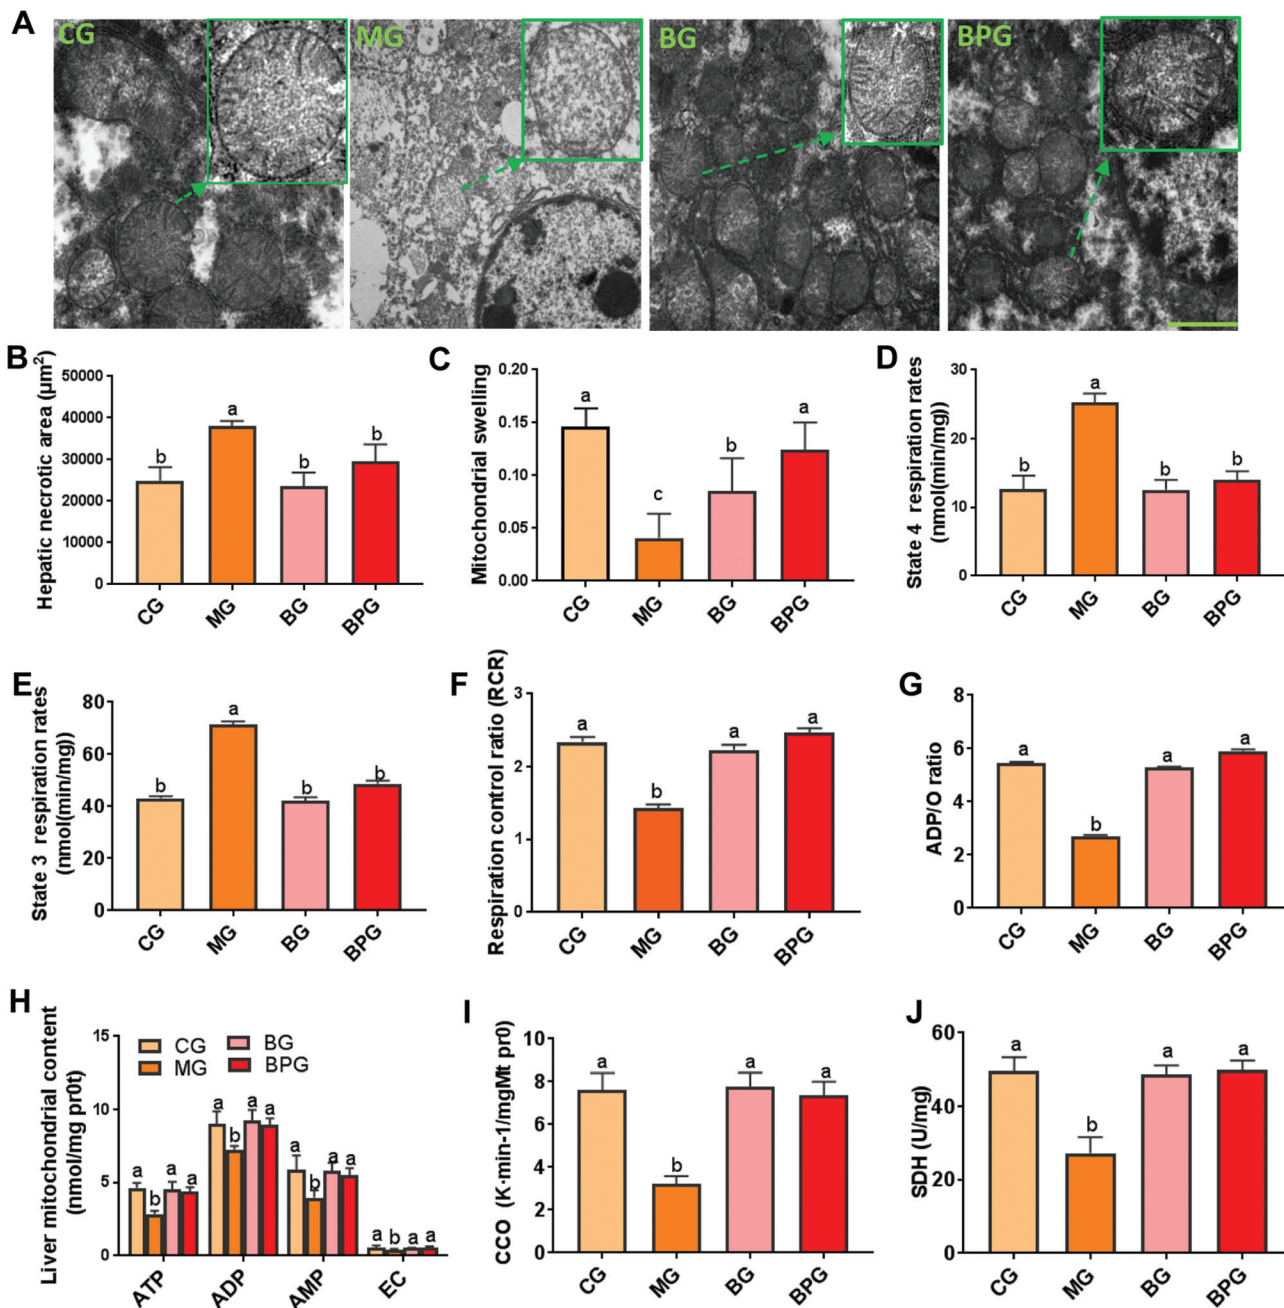 A
CG
MG
BG
BPG
B
Hepatic necrotic area (μm²)
50000
40000
30000
20000
10000
0
b
a
b
b
CG
MG
BG
BPG
C
Mitochondrial swelling
0.20
0.15
0.10
0.05
0.00
a
c
b
a
CG
MG
BG
BPG
D
State 4 respiration rates
(nmol(min/mg))
30
20
10
0
b
a
b
b
CG
MG
BG
BPG
E
State 3 respiration rates
(nmol(min/mg))
80
60
40
20
0
b
a
b
b
CG
MG
BG
BPG
F
Respiration control ratio (RCR)
3
2
1
0
a
b
a
a
CG
MG
BG
BPG
G
ADP/O ratio
8
6
4
2
0
a
b
a
a
CG
MG
BG
BPG
H
Liver mitochondrial content
(nmol/mg pr0t)
15
10
5
0
CG
MG
BG
BPG
a b a a
a b a a
a b a a
a b a a
ATP
ADP
AMP
EC
I
CCO (K-min-1/mgMt pr0)
10
8
6
4
2
0
a
b
a
a
CG
MG
BG
BPG
J
SDH (U/mg)
60
40
20
0
a
b
a
a
CG
MG
BG
BPG